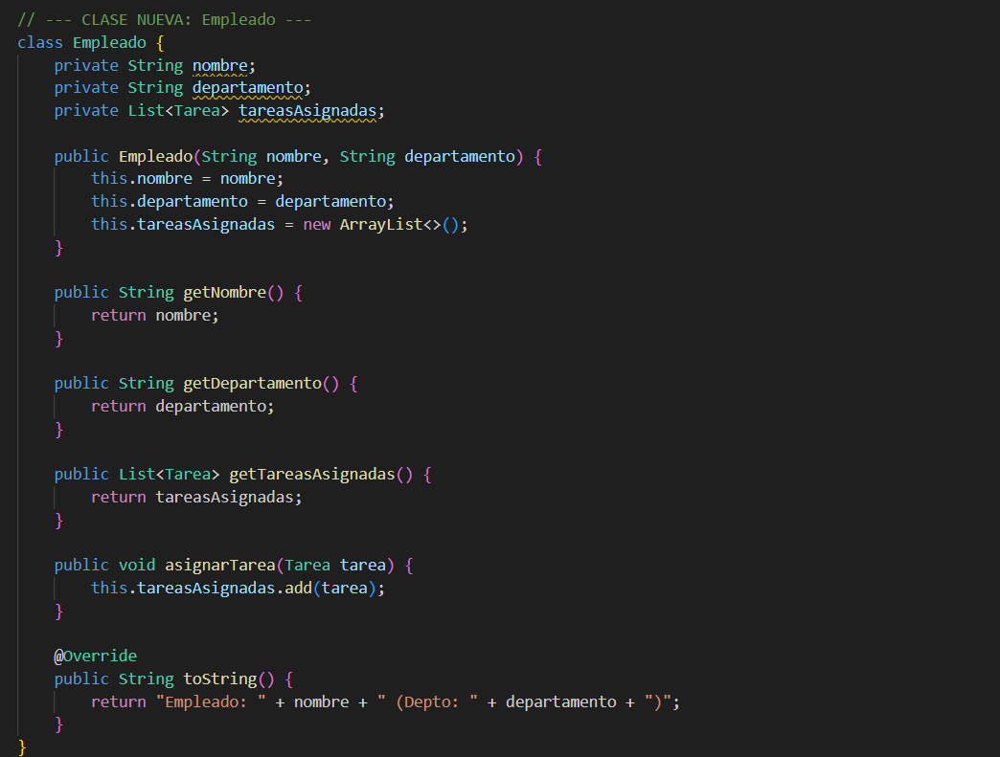 // --- CLASE NUEVA: Empleado ---
class Empleado {
    private String nombre;
    private String departamento;
    private List<Tarea> tareasAsignadas;

    public Empleado(String nombre, String departamento) {
        this.nombre = nombre;
        this.departamento = departamento;
        this.tareasAsignadas = new ArrayList<>();
    }

    public String getNombre() {
        return nombre;
    }

    public String getDepartamento() {
        return departamento;
    }

    public List<Tarea> getTareasAsignadas() {
        return tareasAsignadas;
    }

    public void asignarTarea(Tarea tarea) {
        this.tareasAsignadas.add(tarea);
    }

    @Override
    public String toString() {
        return "Empleado: " + nombre + " (Depto: " + departamento + ")";
    }
}